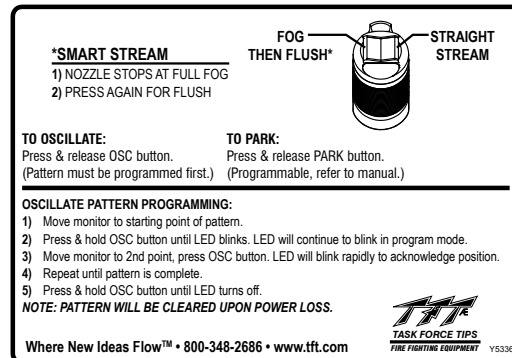 FOG
THEN FLUSH*
STRAIGHT
STREAM
*SMART STREAM
1) NOZZLE STOPS AT FULL FOG
2) PRESS AGAIN FOR FLUSH
TO OSCILLATE:
Press & release OSC button.
(Pattern must be programmed first.)
TO PARK:
Press & release PARK button.
(Programmable, refer to manual.)
OSCILLATE PATTERN PROGRAMMING:
1) Move monitor to starting point of pattern.
2) Press & hold OSC button until LED blinks. LED will continue to blink in program mode.
3) Move monitor to 2nd point, press OSC button. LED will blink rapidly to acknowledge position.
4) Repeat until pattern is complete.
5) Press & hold OSC button until LED turns off.
NOTE: PATTERN WILL BE CLEARED UPON POWER LOSS.
Where New Ideas Flow™ • 800-348-2686 • www.tft.com
TFT
TASK FORCE TIPS
FIRE FIGHTING EQUIPMENT
Y5336